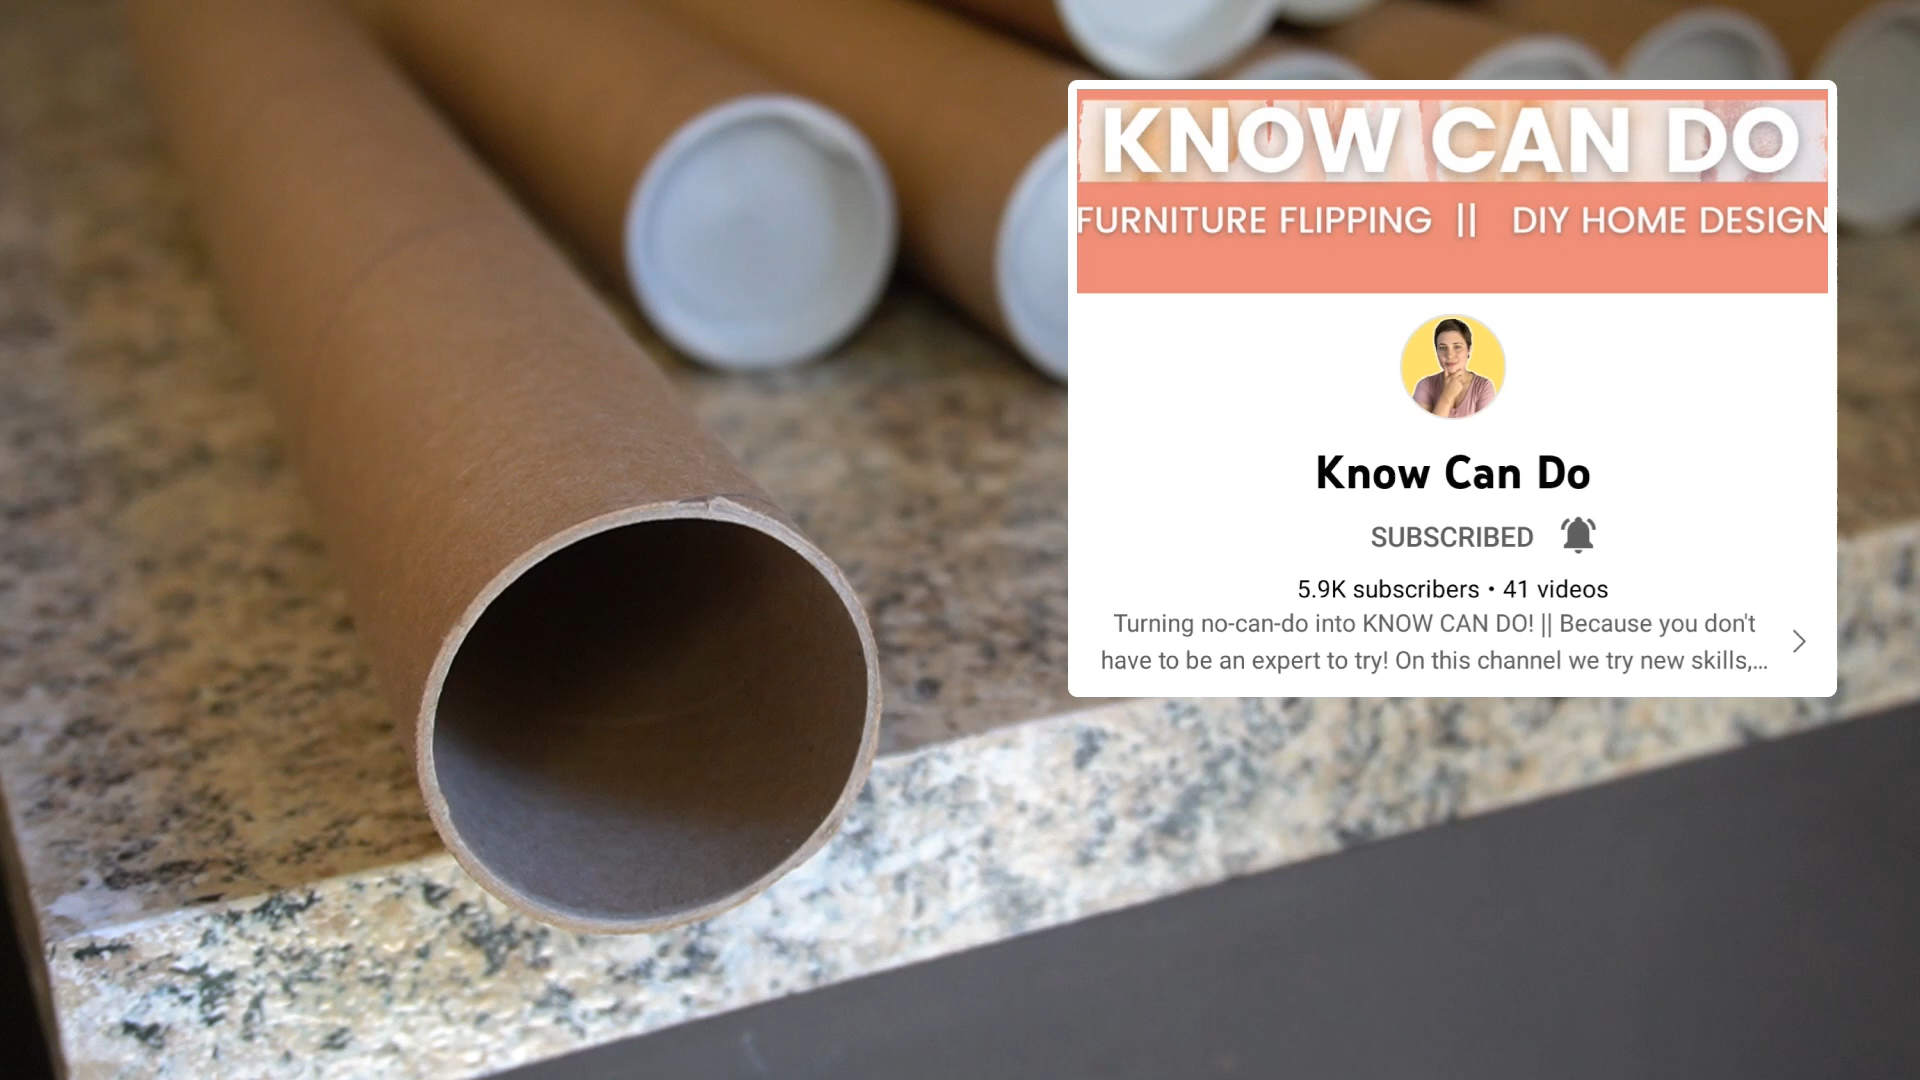 KNOW CAN DO
FURNITURE FLIPPING || DIY HOME DESIGN
Know Can Do
SUBSCRIBED
5.9K subscribers • 41 videos
Turning no-can-do into KNOW CAN DO! || Because you don't
have to be an expert to try! On this channel we try new skills,...